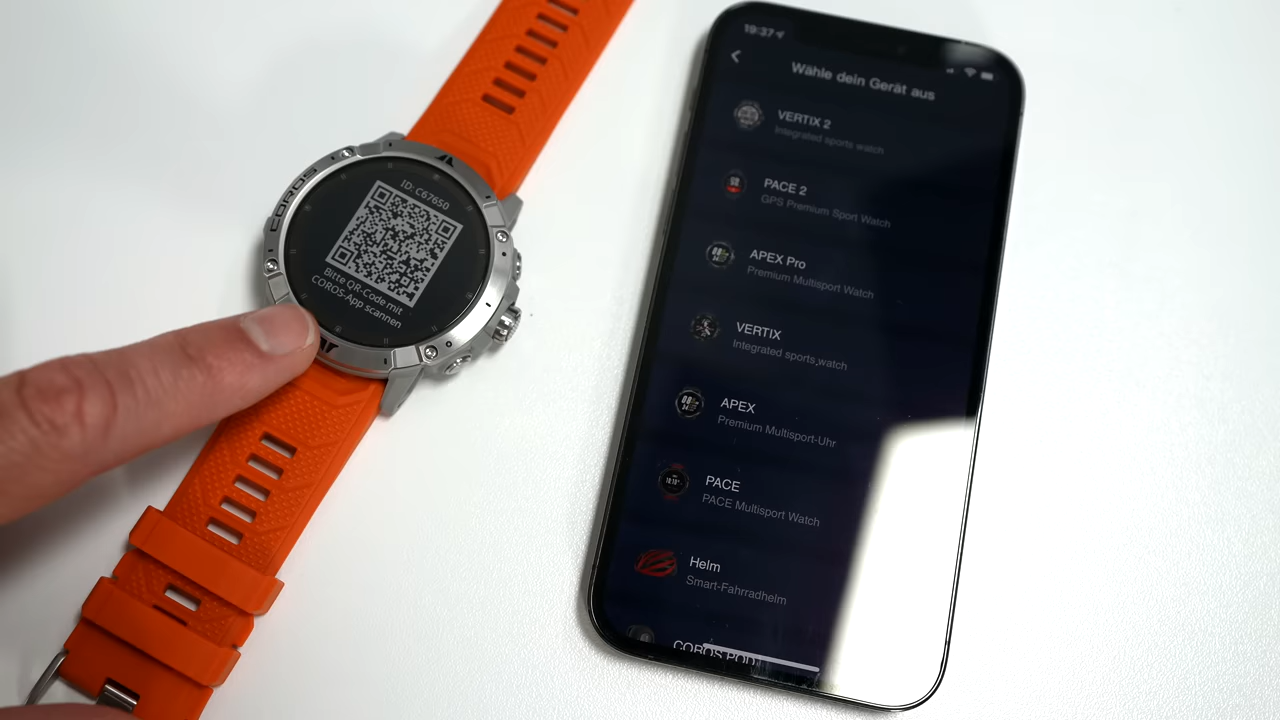 COROS
ID: C67650
Bitte QR-Code mit
COROS-App scannen
19:37
Wähle dein Gerät aus
VERTIX 2
Integrated sports watch
PACE 2
GPS Premium Sport Watch
APEX Pro
Premium Multisport Watch
VERTIX
Integrated sports watch
APEX
Premium Multisport-Uhr
PACE
PACE Multisport Watch
Helm
Smart-Fahrradhelm
COROS POD